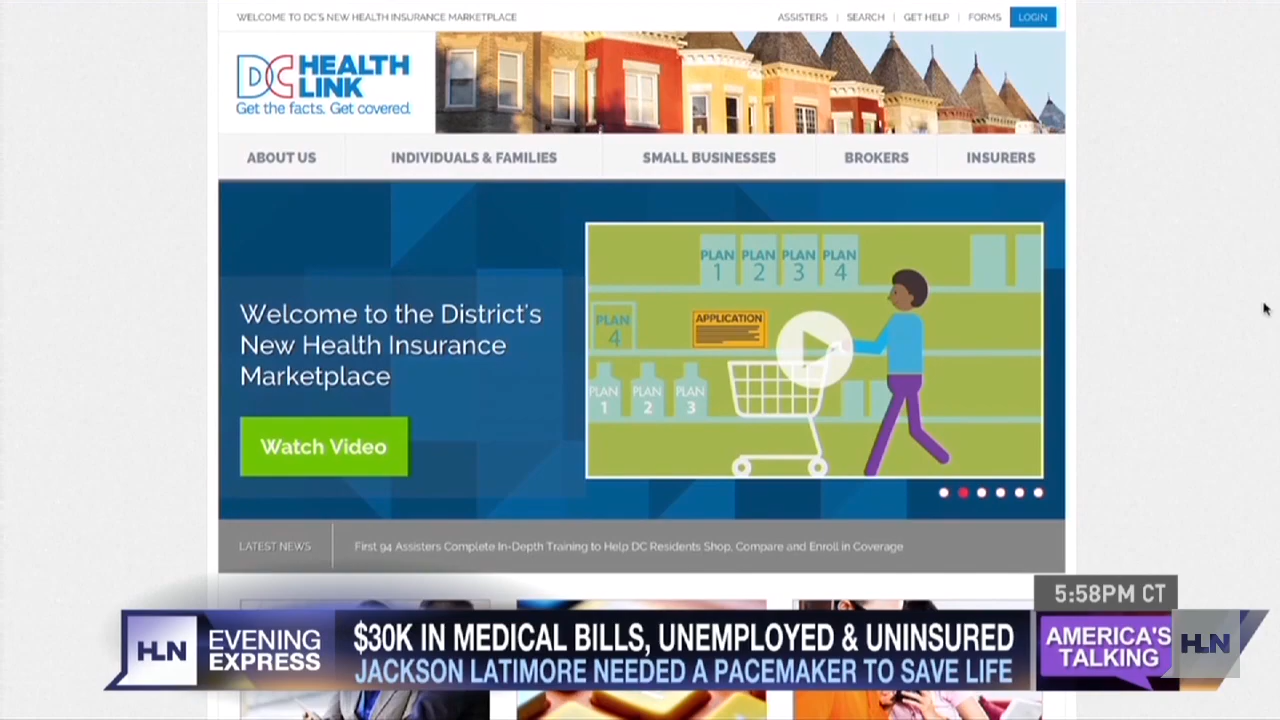 WELCOME TO DC'S NEW HEALTH INSURANCE MARKETPLACE
ASSISTERS | SEARCH | GET HELP | FORMS LOGIN
DC HEALTH
LINK
Get the facts. Get covered.
ABOUT US INDIVIDUALS & FAMILIES SMALL BUSINESSES BROKERS INSURERS
PLAN 1 PLAN 2 PLAN 3 PLAN 4
PLAN 4
APPLICATION
PLAN 1 PLAN 2 PLAN 3
Welcome to the District's
New Health Insurance
Marketplace
Watch Video
LATEST NEWS First 94 Assisters Complete In-Depth Training to Help DC Residents Shop, Compare and Enroll in Coverage
5:58PM CT
HLN EVENING
EXPRESS
$30K IN MEDICAL BILLS, UNEMPLOYED & UNINSURED
JACKSON LATIMORE NEEDED A PACEMAKER TO SAVE LIFE
AMERICA'S
TALKING
HLN